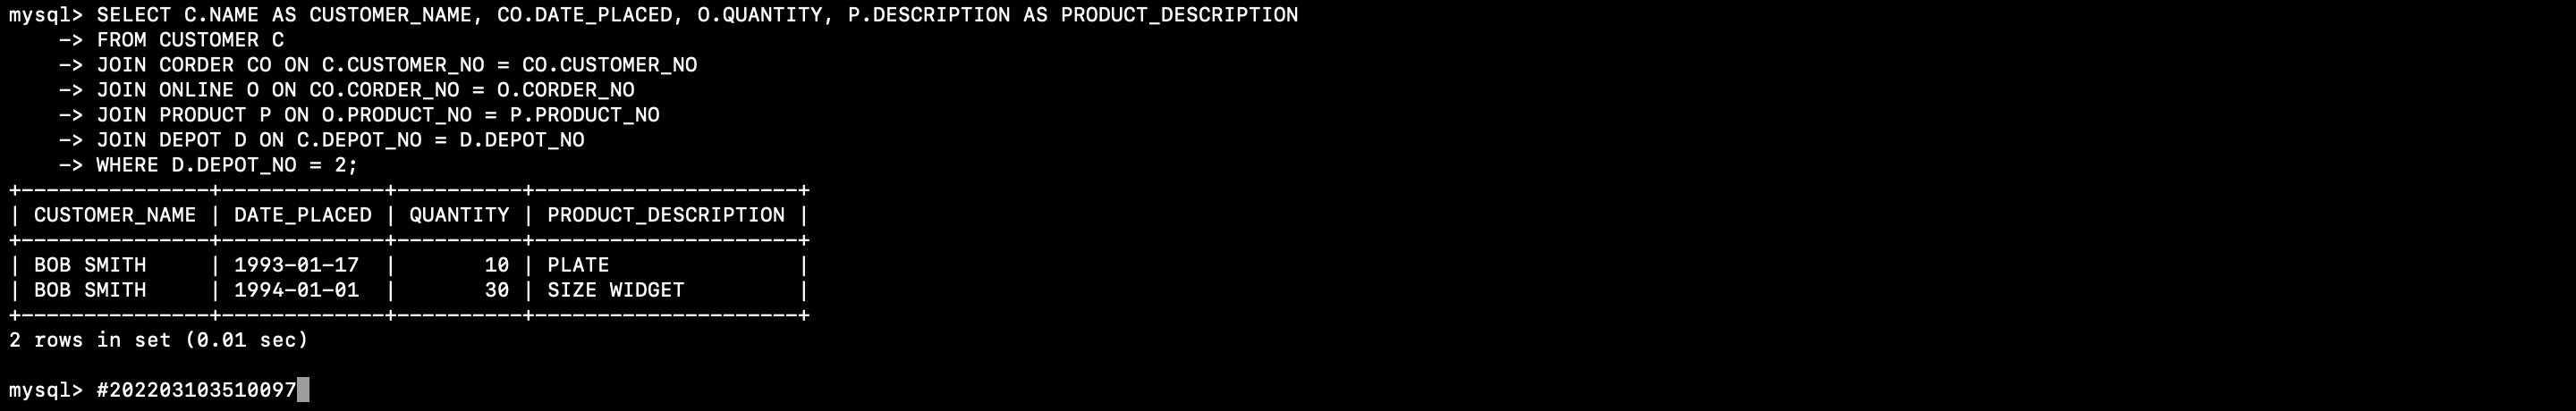 mysql> SELECT C.NAME AS CUSTOMER_NAME, CO.DATE_PLACED, O.QUANTITY, P.DESCRIPTION AS PRODUCT_DESCRIPTION
    -> FROM CUSTOMER C
    -> JOIN CORDER CO ON C.CUSTOMER_NO = CO.CUSTOMER_NO
    -> JOIN ONLINE O ON CO.CORDER_NO = O.CORDER_NO
    -> JOIN PRODUCT P ON O.PRODUCT_NO = P.PRODUCT_NO
    -> JOIN DEPOT D ON C.DEPOT_NO = D.DEPOT_NO
    -> WHERE D.DEPOT_NO = 2;
+---------------+-------------+----------+---------------------+
| CUSTOMER_NAME | DATE_PLACED | QUANTITY | PRODUCT_DESCRIPTION |
+---------------+-------------+----------+---------------------+
| BOB SMITH     | 1993-01-17  |       10 | PLATE               |
| BOB SMITH     | 1994-01-01  |       30 | SIZE WIDGET         |
+---------------+-------------+----------+---------------------+
2 rows in set (0.01 sec)
mysql> #202203103510097